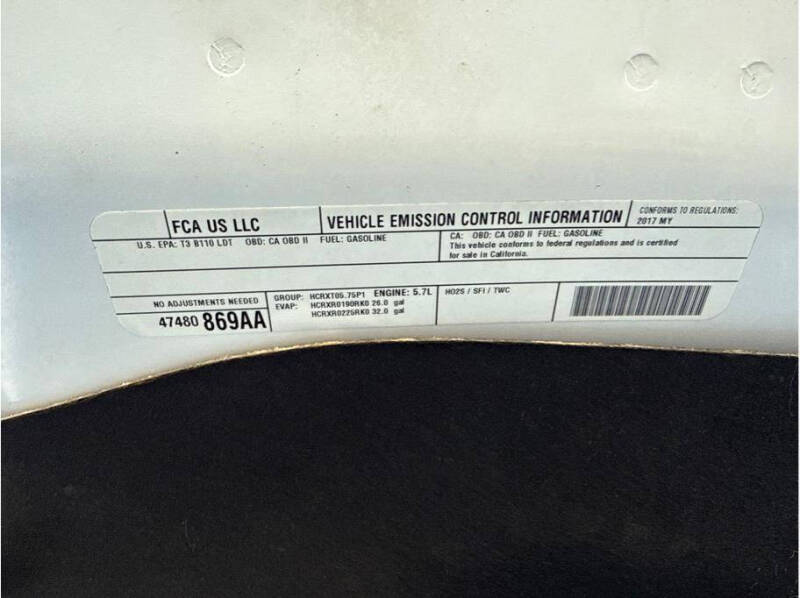 FCA US LLC
VEHICLE EMISSION CONTROL INFORMATION
CONFORMS TO REGULATIONS:
2017 MY
U.S. EPA: T3 B110 LDT OBD: CA OBD II FUEL: GASOLINE
CA: OBD: CA OBD II FUEL: GASOLINE
This vehicle conforms to federal regulations and is certified
for sale in California.
NO ADJUSTMENTS NEEDED
47480 869AA
GROUP: HCRXT05.75P1 ENGINE: 5.7L
EVAP: HCRXR0190RK0 26.0 gal
HCRXR0225RK0 32.0 gal
HO2S / SFI / TWC